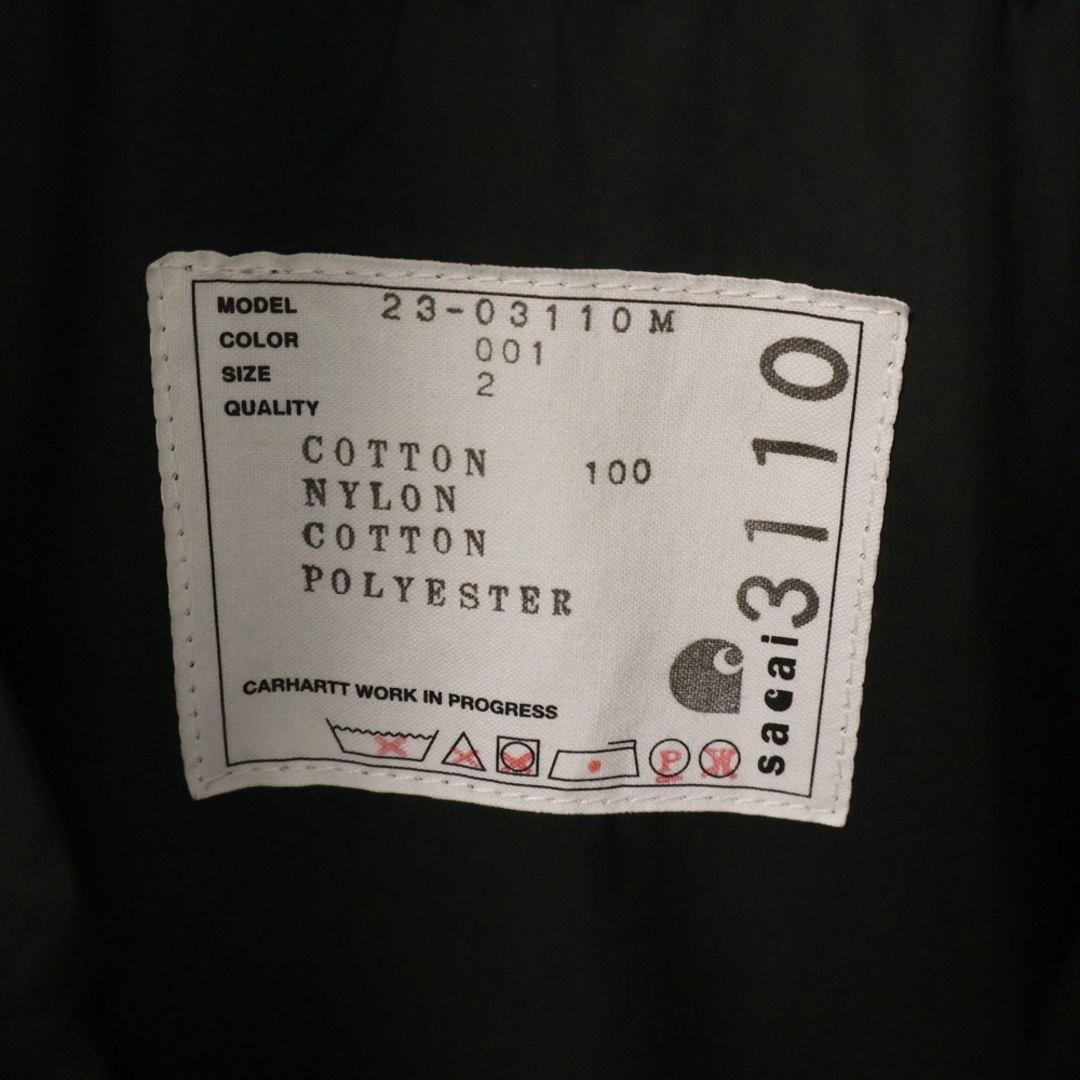 MODEL 23-03110M
COLOR 001
SIZE 2
QUALITY
COTTON 100
NYLON
COTTON
POLYESTER
CARHARTT WORK IN PROGRESS
P
W
sacai 3110